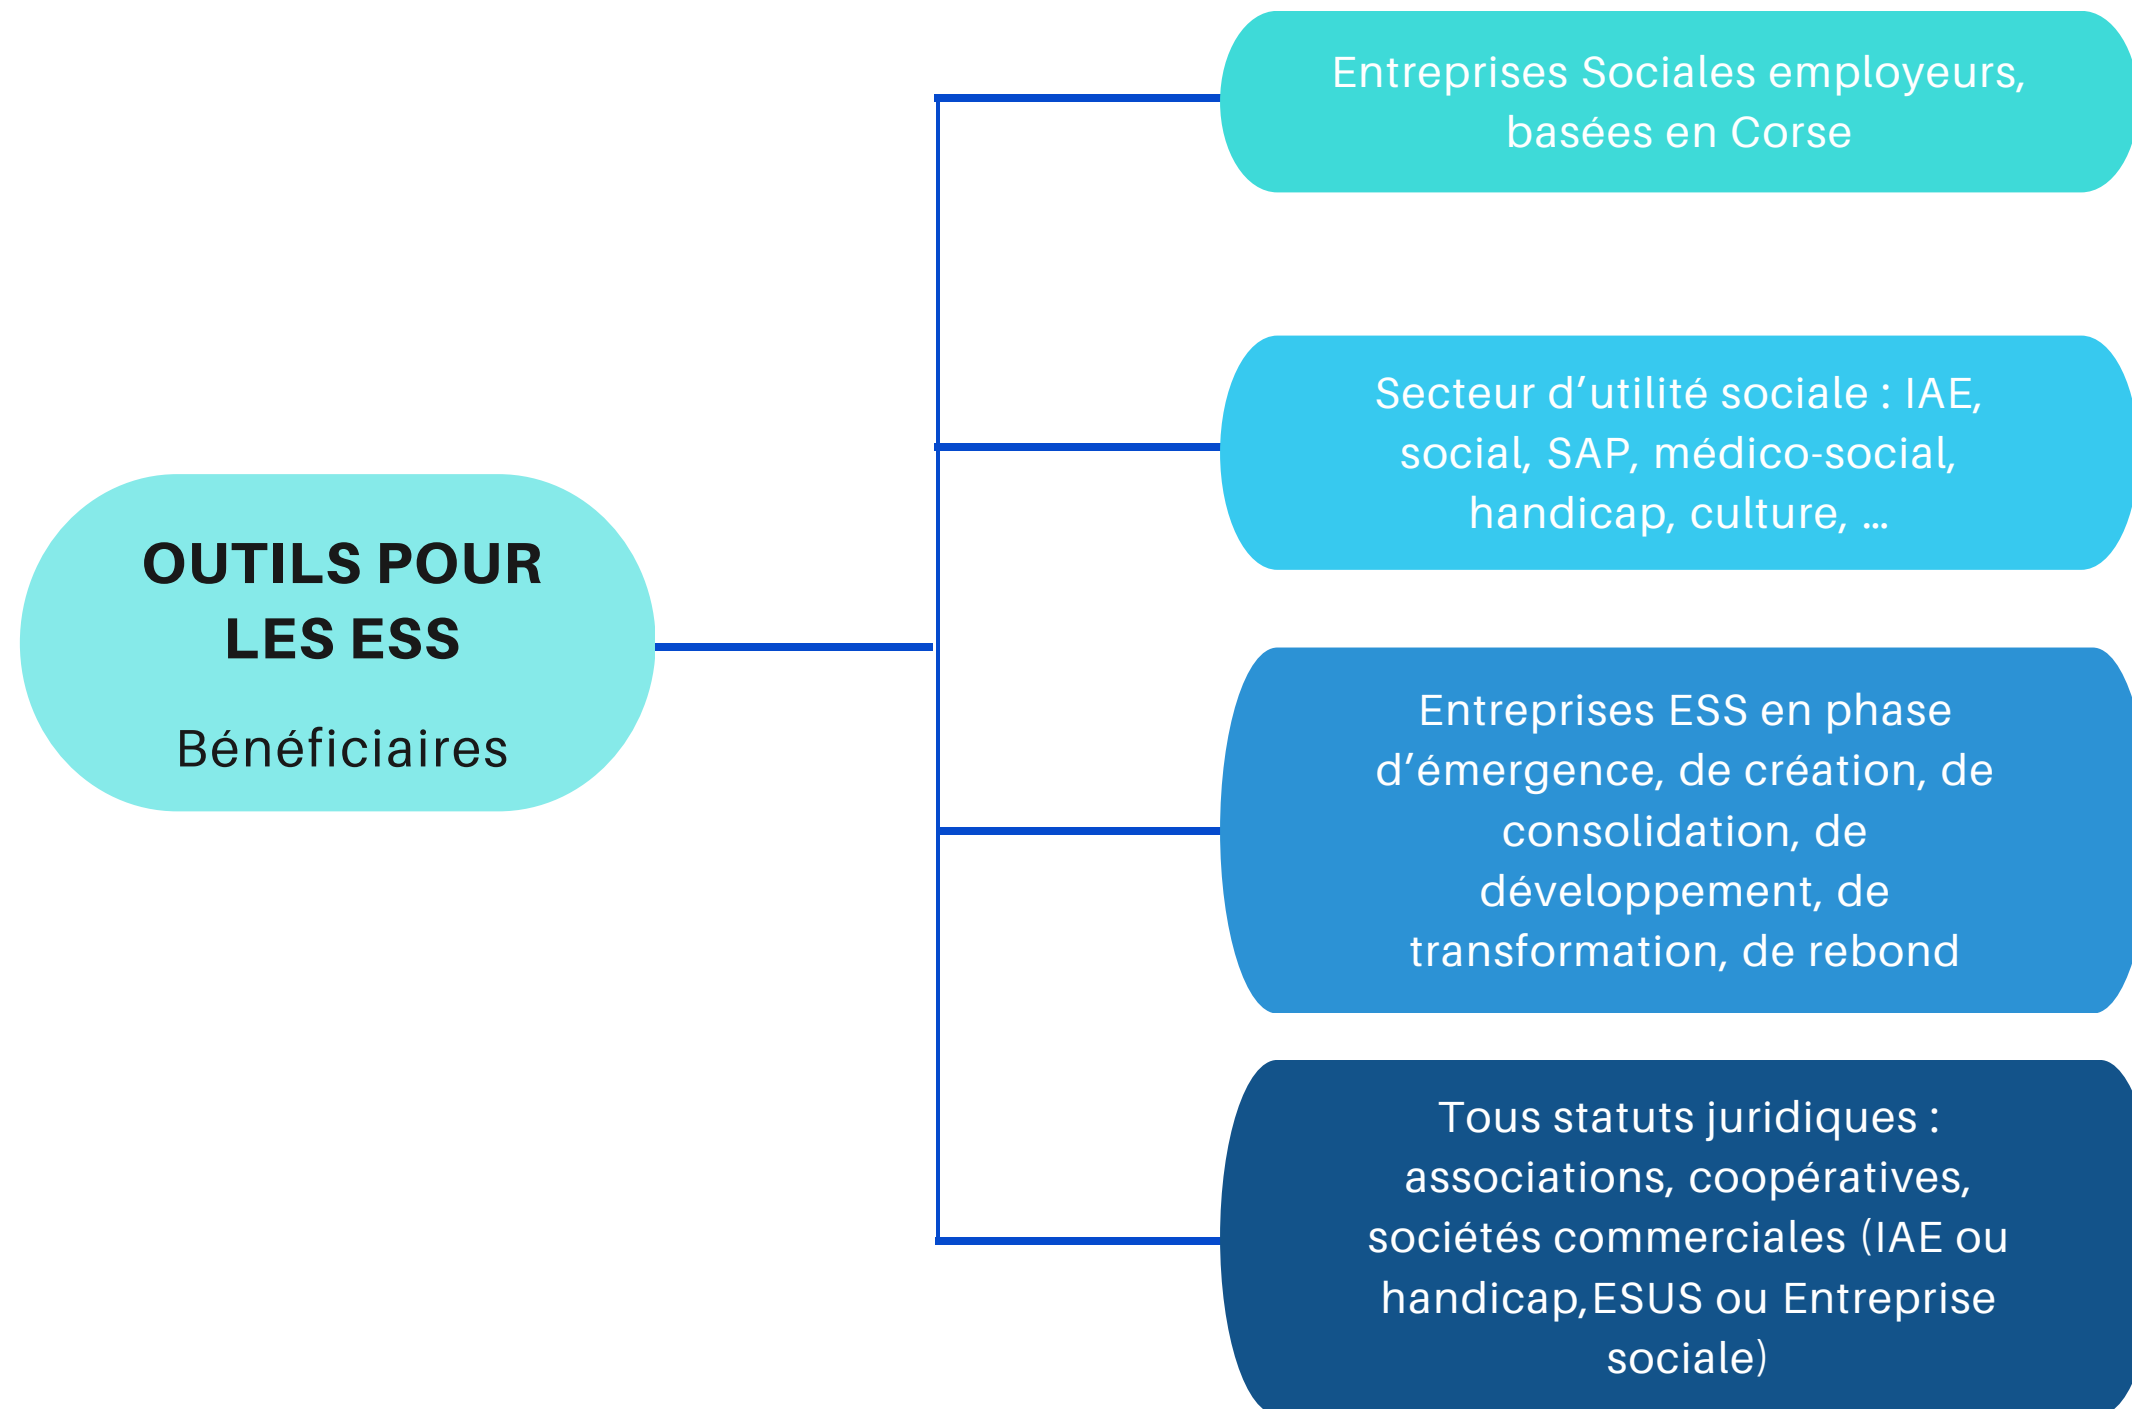 OUTILS POUR
LES ESS
Bénéficiaires
Entreprises Sociales employeurs,
basées en Corse
Secteur d’utilité sociale : IAE,
social, SAP, médico-social,
handicap, culture, …
Entreprises ESS en phase
d’émergence, de création, de
consolidation, de
développement, de
transformation, de rebond
Tous statuts juridiques :
associations, coopératives,
sociétés commerciales (IAE ou
handicap,ESUS ou Entreprise
sociale)